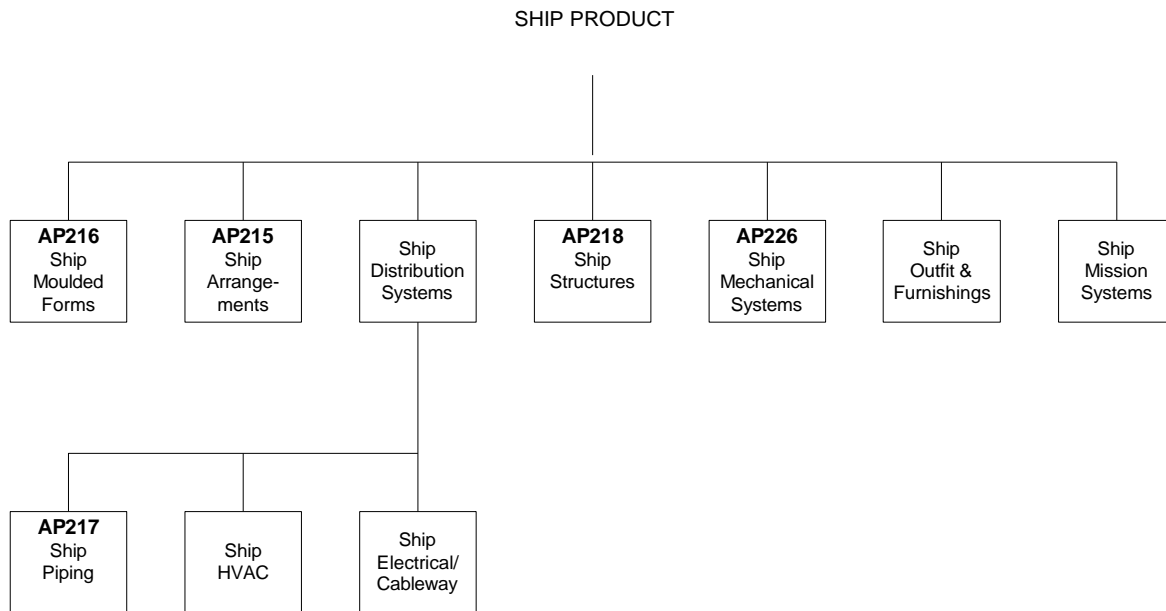 SHIP PRODUCT
AP216
Ship
Moulded
Forms
AP215
Ship
Arrange-
ments
Ship
Distribution
Systems
AP218
Ship
Structures
AP226
Ship
Mechanical
Systems
Ship
Outfit &
Furnishings
Ship
Mission
Systems
AP217
Ship
Piping
Ship
HVAC
Ship
Electrical/
Cableway